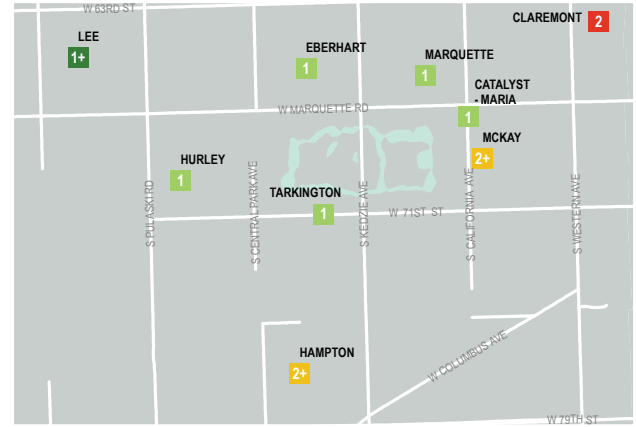 W 63RD ST
CLAREMONT
2
LEE
1+
EBERHART
1
MARQUETTE
1
CATALYST
- MARIA
1
W MARQUETTE RD
MCKAY
2+
HURLEY
1
TARKINGTON
1
W 71ST ST
S PULASKI RD
S CENTRAL PARK AVE
S KEDZIE AVE
S CALIFORNIA AVE
S WESTERN AVE
HAMPTON
2+
W COLUMBUS AVE
W 79TH ST